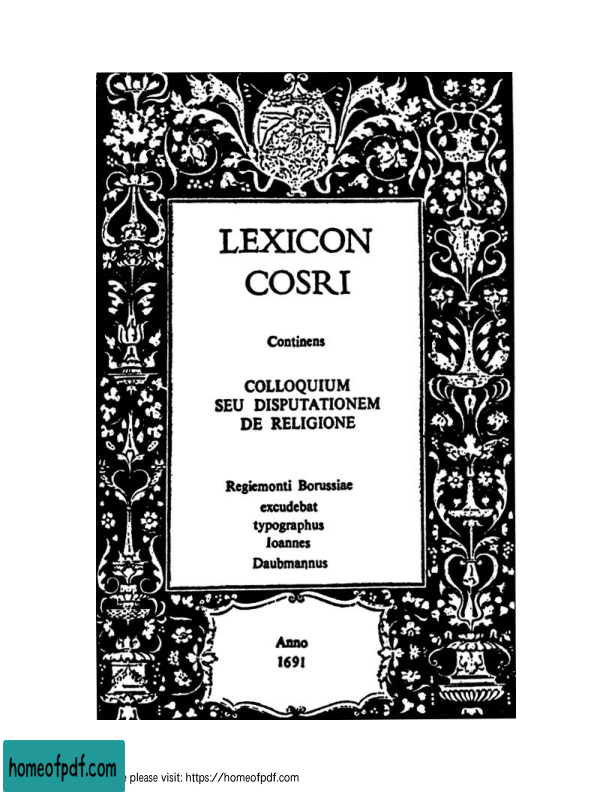 LEXICON
COSRI
Continens
COLLOQUIUM
SEU DISPUTATIONEM
DE RELIGIONE
Regiemonti Borussiae
excudebat
typographus
Ioannes
Daubmannus
Anno
1691
homeofpdf.com
please visit: https://homeofpdf.com